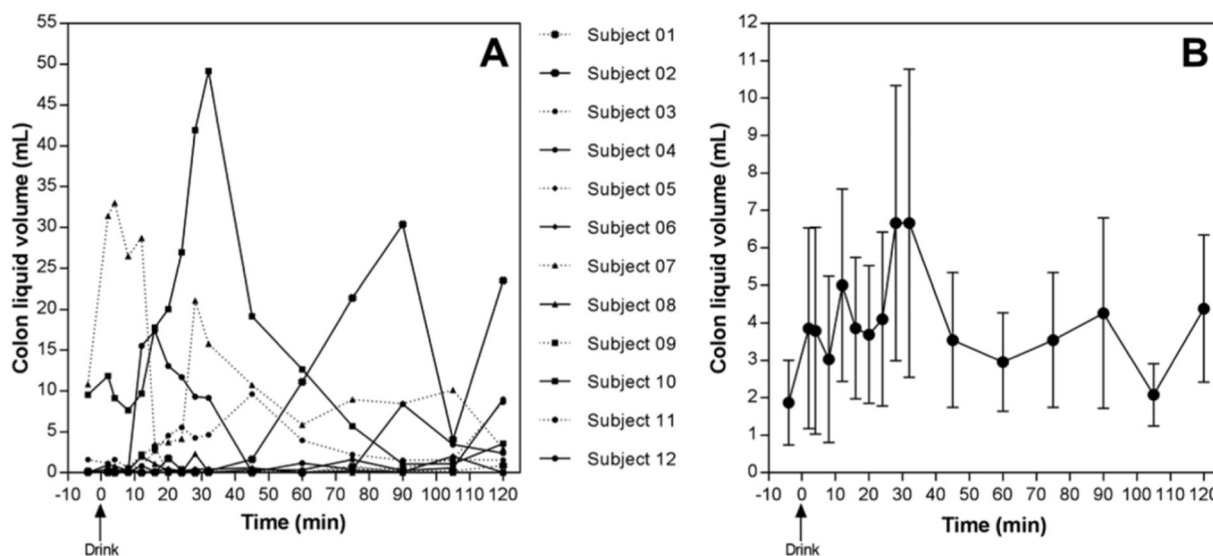 A
Colon liquid volume (mL)
55
50
45
40
35
30
25
20
15
10
5
0
-10 0 10 20 30 40 50 60 70 80 90 100 110 120
Time (min)
Drink
Subject 01
Subject 02
Subject 03
Subject 04
Subject 05
Subject 06
Subject 07
Subject 08
Subject 09
Subject 10
Subject 11
Subject 12
B
Colon liquid volume (mL)
12
11
10
9
8
7
6
5
4
3
2
1
0
-10 0 10 20 30 40 50 60 70 80 90 100 110 120
Time (min)
Drink